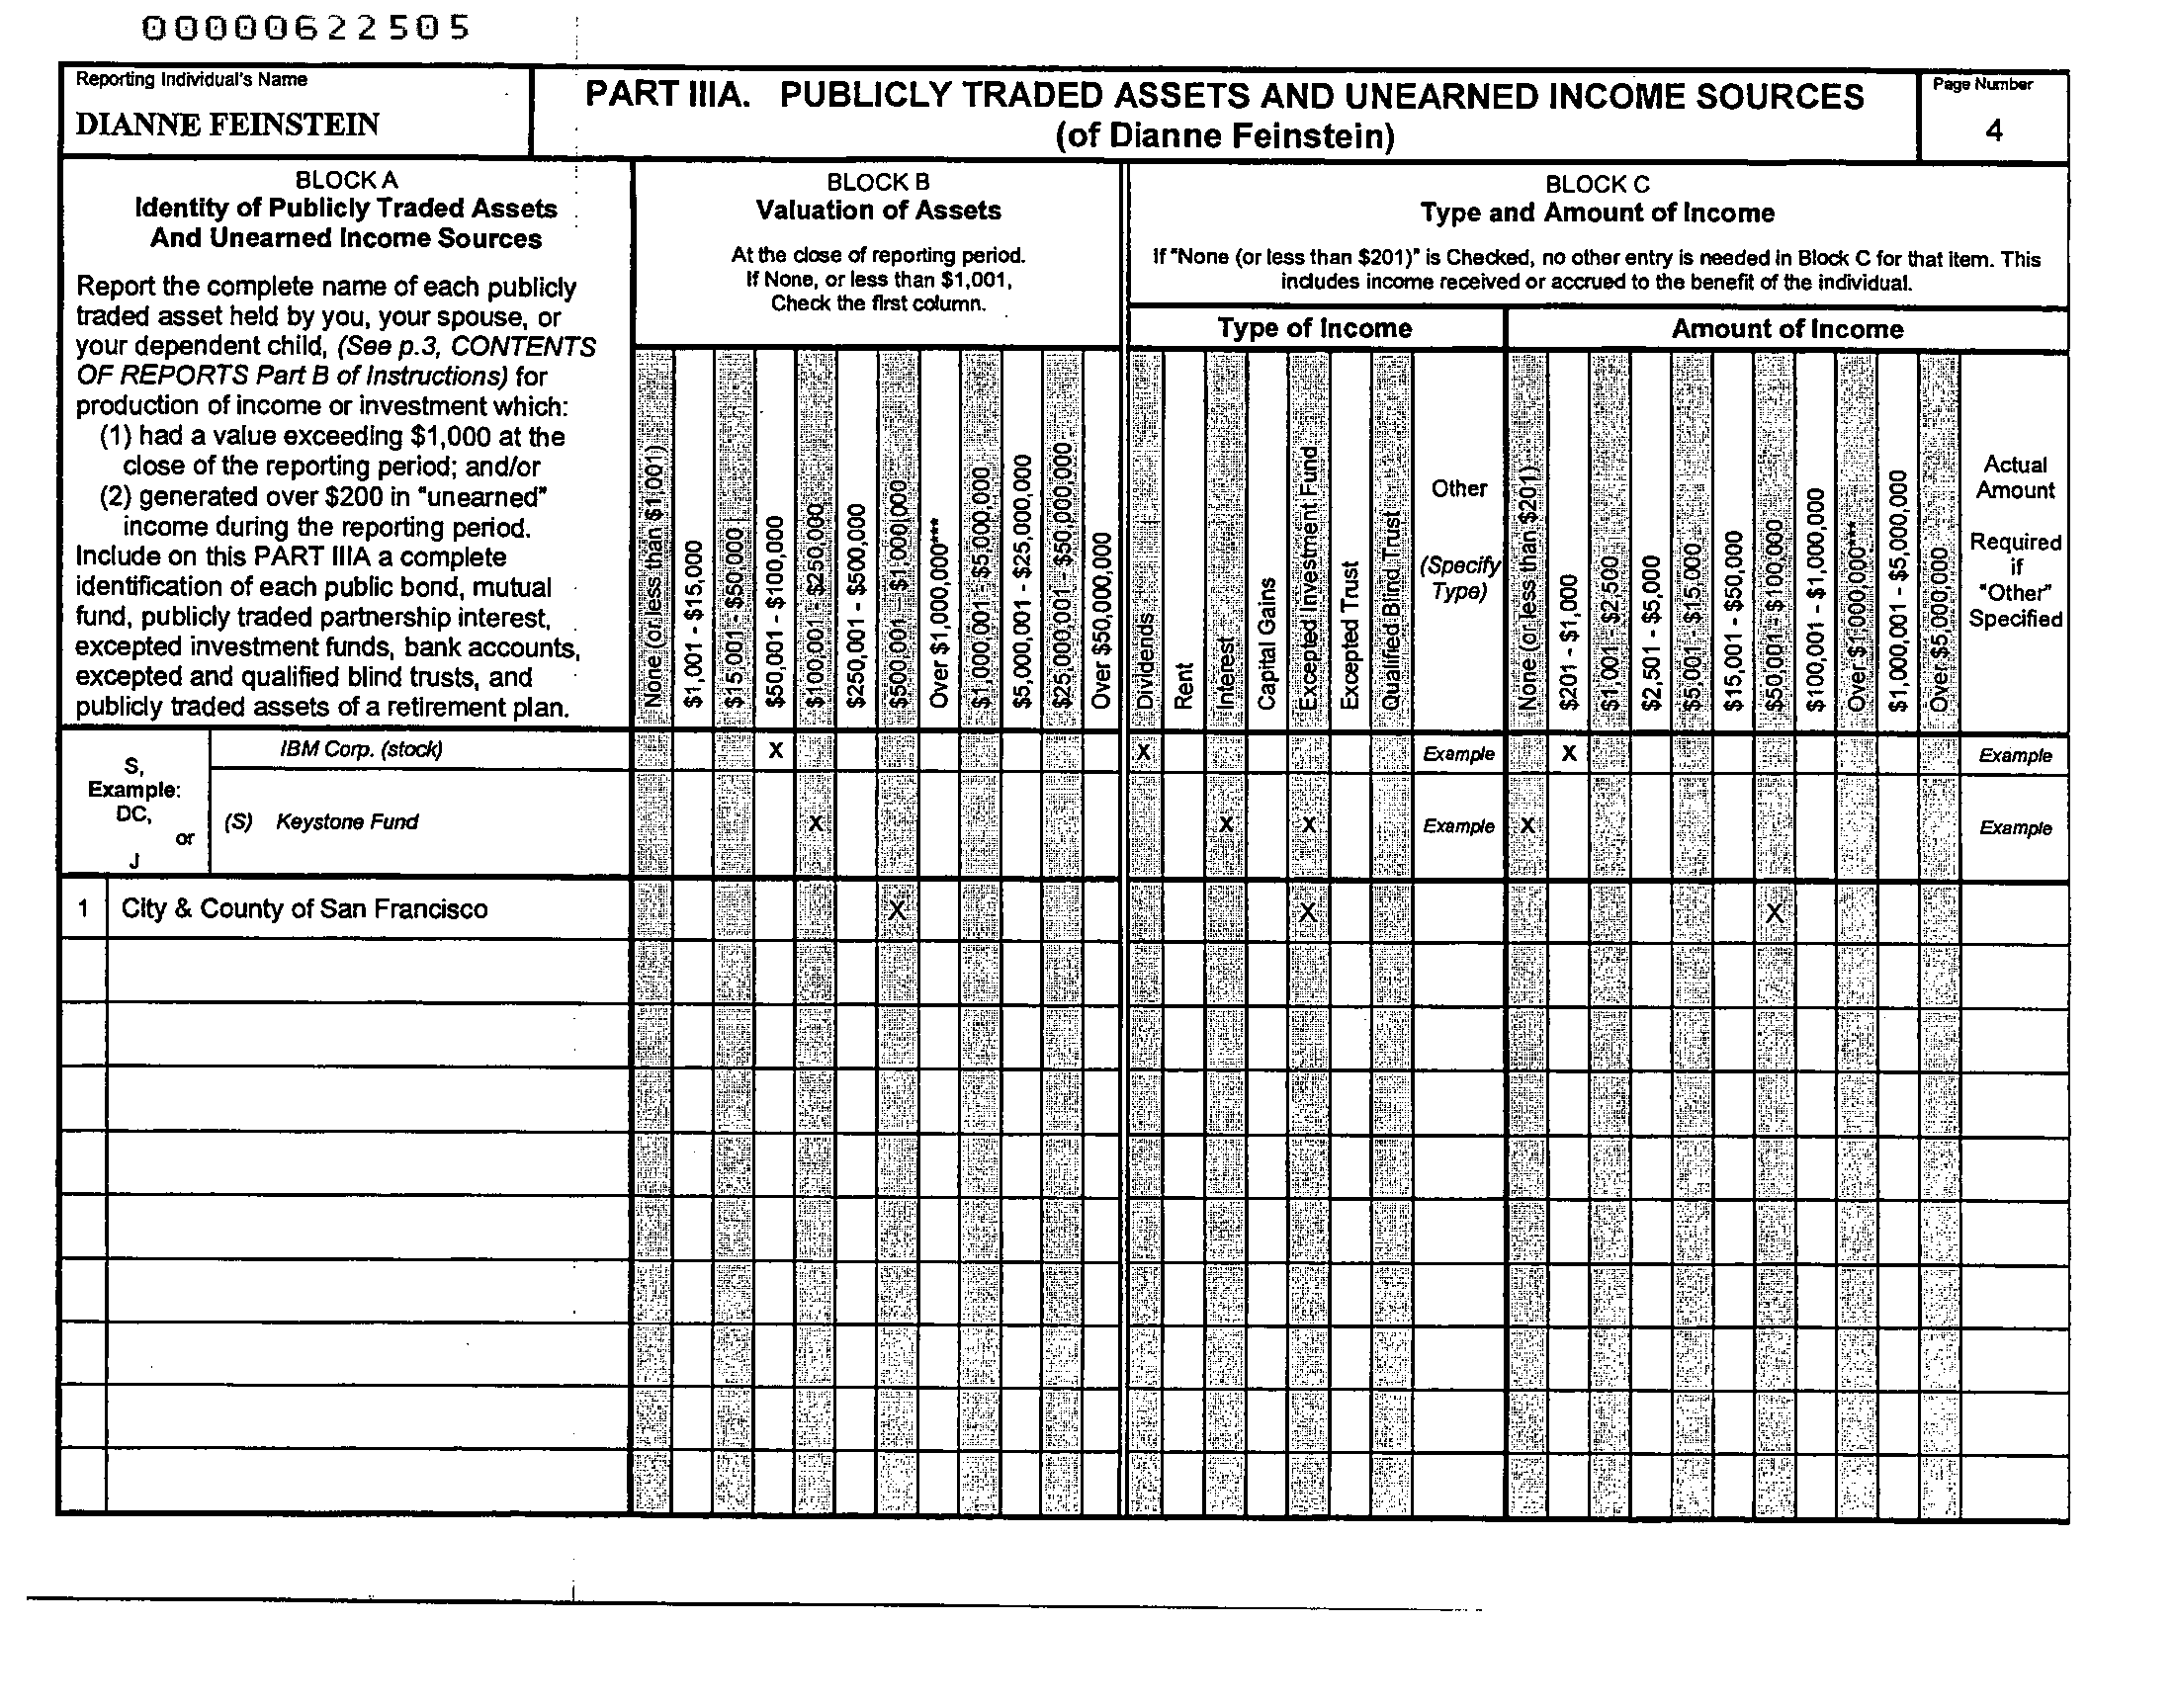 00000622505
Reporting Individual's Name
DIANNE FEINSTEIN
PART IIIA. PUBLICLY TRADED ASSETS AND UNEARNED INCOME SOURCES
(of Dianne Feinstein)
Page Number
4
BLOCK A
Identity of Publicly Traded Assets
And Unearned Income Sources
Report the complete name of each publicly
traded asset held by you, your spouse, or
your dependent child, (See p.3, CONTENTS
OF REPORTS Part B of Instructions) for
production of income or investment which:
(1) had a value exceeding $1,000 at the
close of the reporting period; and/or
(2) generated over $200 in "unearned"
income during the reporting period.
Include on this PART IIIA a complete
identification of each public bond, mutual
fund, publicly traded partnership interest,
excepted investment funds, bank accounts,
excepted and qualified blind trusts, and
publicly traded assets of a retirement plan.
BLOCK B
Valuation of Assets
At the close of reporting period.
If None, or less than $1,001,
Check the first column.
None (or less than $1,001)
$1,001 - $15,000
$15,001 - $50,000
$50,001 - $100,000
$100,001 - $250,000
$250,001 - $500,000
$500,001 - $1,000,000
Over $1,000,000***
$1,000,001 - $5,000,000
$5,000,001 - $25,000,000
$25,000,001 - $50,000,000
Over $50,000,000
BLOCK C
Type and Amount of Income
If "None (or less than $201)" is Checked, no other entry is needed in Block C for that item. This
includes income received or accrued to the benefit of the individual.
Type of Income
Dividends
Rent
Interest
Capital Gains
Excepted Investment Fund
Excepted Trust
Qualified Blind Trust
Other
(Specify
Type)
Amount of Income
None (or less than $201)
$201 - $1,000
$1,001 - $2,500
$2,501 - $5,000
$5,001 - $15,000
$15,001 - $50,000
$50,001 - $100,000
$100,001 - $1,000,000
Over $1,000,000***
$1,000,001 - $5,000,000
Over $5,000,000
Actual
Amount
Required
if
"Other"
Specified
S,
Example:
DC,
or
J
IBM Corp. (stock) X X Example X Example
(S) Keystone Fund X X X Example X Example
1 City & County of San Francisco X X X